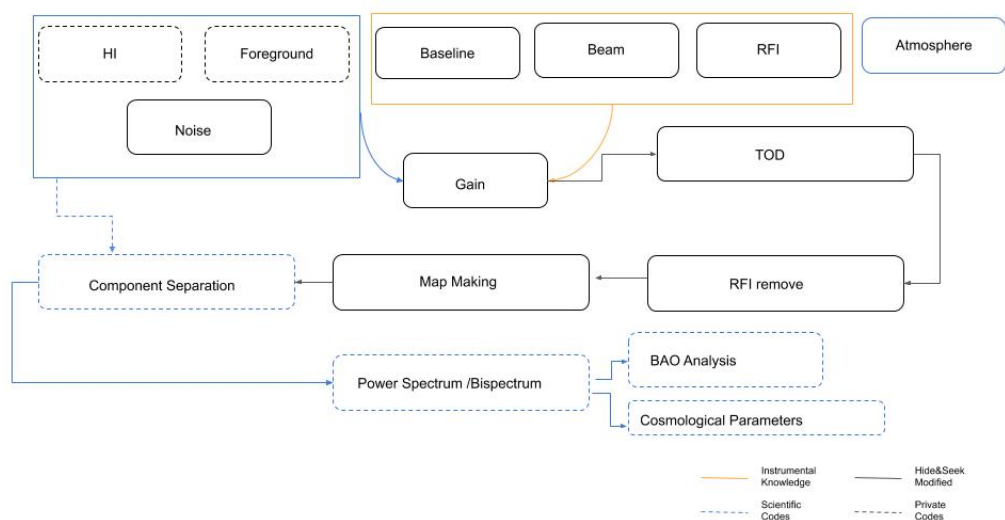 HI
Foreground
Noise
Baseline
Beam
RFI
Atmosphere
Gain
TOD
Component Separation
Map Making
RFI remove
Power Spectrum /Bispectrum
BAO Analysis
Cosmological Parameters
Instrumental
Knowledge
Hide&Seek
Modified
Scientific
Codes
Private
Codes